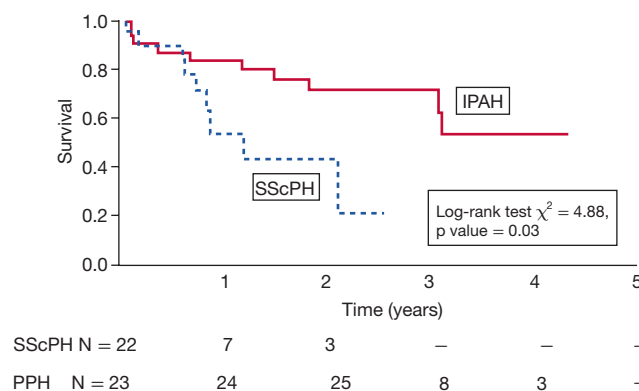 1.0
0.8
0.6
0.4
0.2
0.0
Survival
IPAH
SScPH
Log-rank test χ² = 4.88,
p value = 0.03
1 2 3 4 5
Time (years)
SScPH N = 22 7 3 – – –
PPH N = 23 24 25 8 3 –